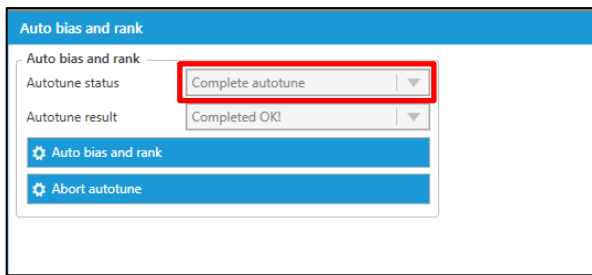 Auto bias and rank
Auto bias and rank
Autotune status Complete autotune
Autotune result Completed OK!
Auto bias and rank
Abort autotune